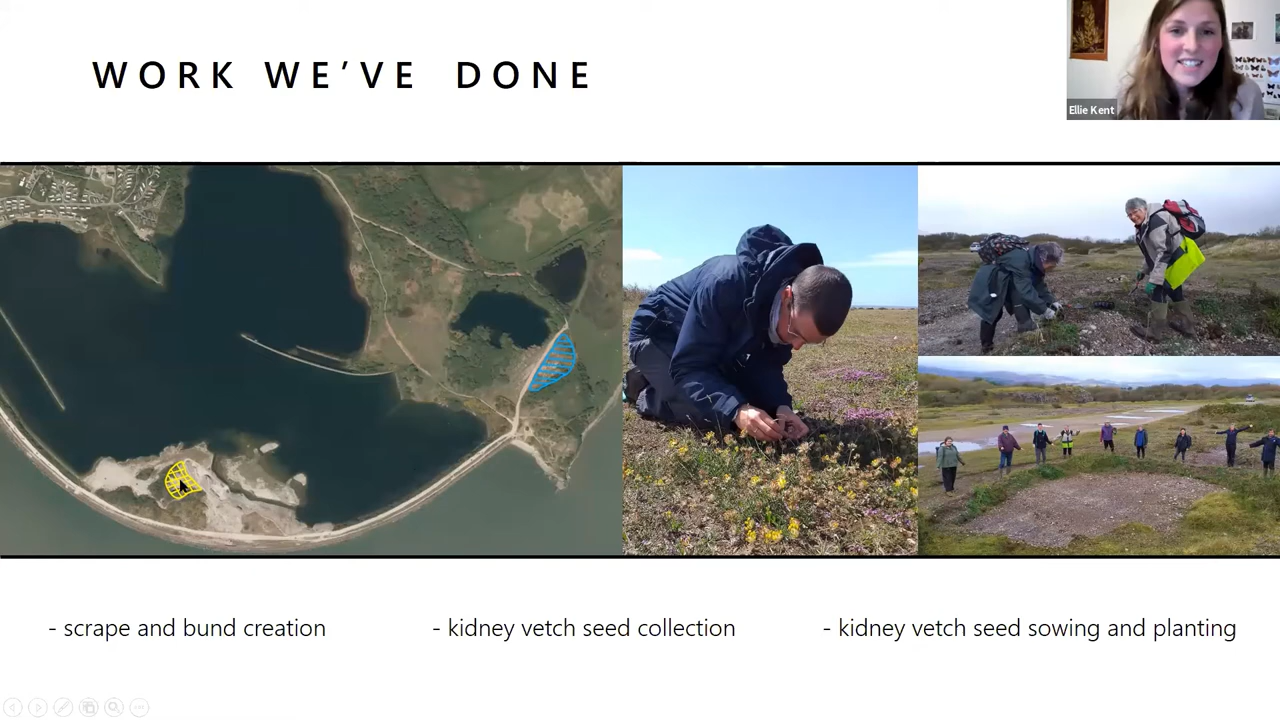 WORK WE'VE DONE
Ellie Kent
- scrape and bund creation
- kidney vetch seed collection
- kidney vetch seed sowing and planting